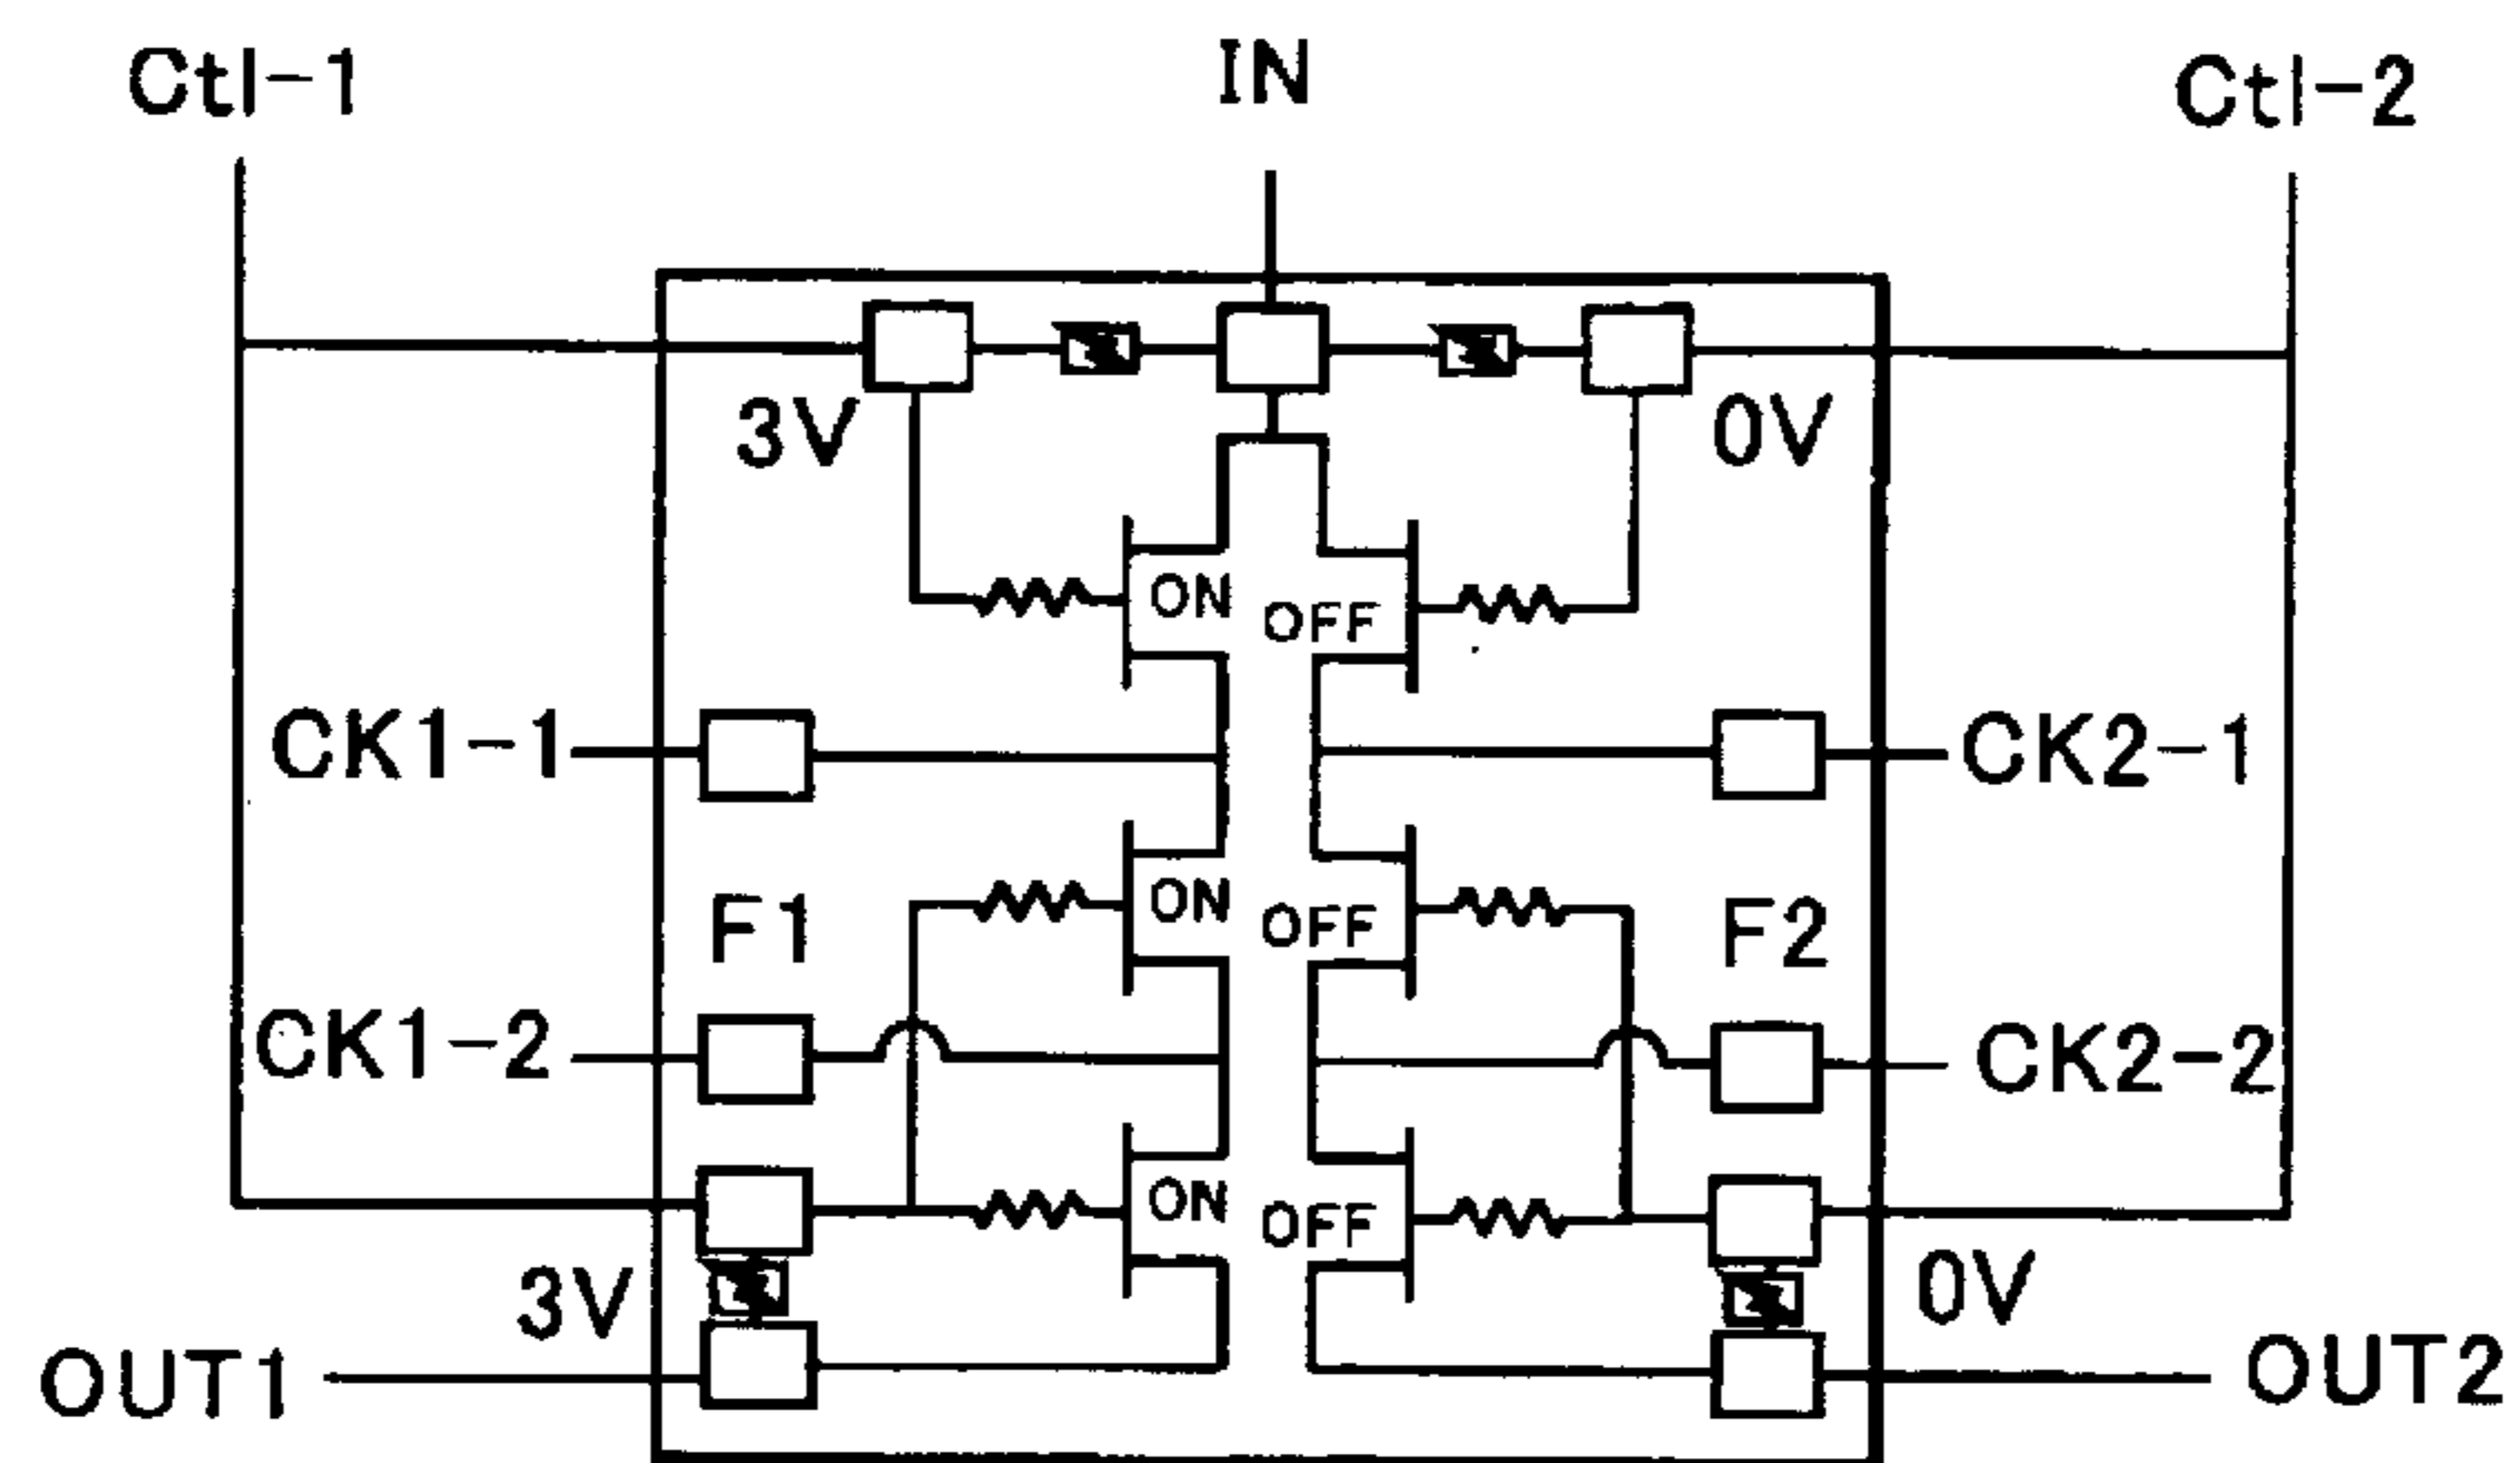 Ctl-1
IN
Ctl-2
3V
0V
ON
OFF
CK1-1
CK2-1
F1
ON
OFF
F2
CK1-2
CK2-2
ON
OFF
3V
0V
OUT1
OUT2